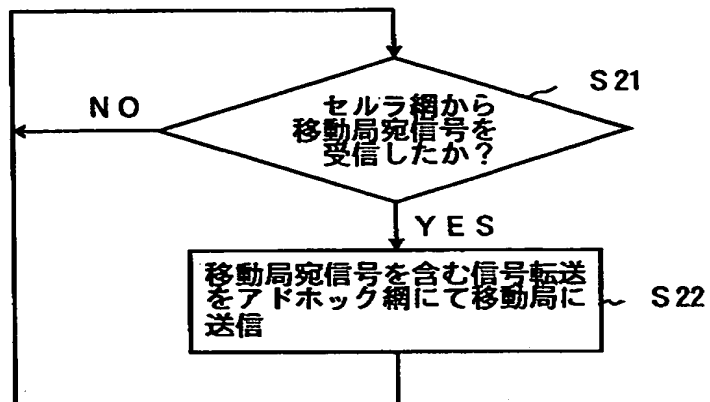 S21
NO
セルラ網から
移動局宛信号を
受信したか？
YES
移動局宛信号を含む信号転送
をアドホック網にて移動局に
送信
S22